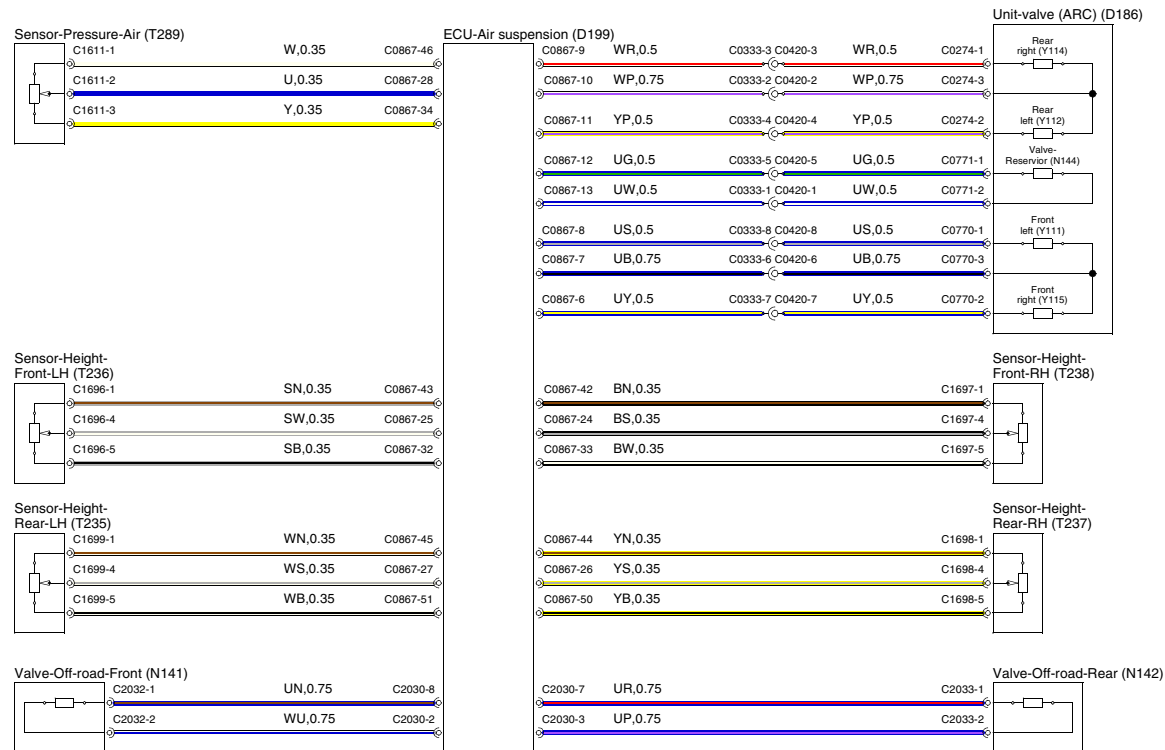 Unit-valve (ARC) (D186)
Sensor-Pressure-Air (T289)
ECU-Air suspension (D199)
C1611-1 W,0.35 C0867-46
C1611-2 U,0.35 C0867-28
C1611-3 Y,0.35 C0867-34
C0867-9 WR,0.5 C0333-3 C0420-3 WR,0.5 C0274-1
Rear
right (Y114)
C0867-10 WP,0.75 C0333-2 C0420-2 WP,0.75 C0274-3
C0867-11 YP,0.5 C0333-4 C0420-4 YP,0.5 C0274-2
Rear
left (Y112)
C0867-12 UG,0.5 C0333-5 C0420-5 UG,0.5 C0771-1
Valve-
Reservior (N144)
C0867-13 UW,0.5 C0333-1 C0420-1 UW,0.5 C0771-2
C0867-8 US,0.5 C0333-8 C0420-8 US,0.5 C0770-1
Front
left (Y111)
C0867-7 UB,0.75 C0333-6 C0420-6 UB,0.75 C0770-3
C0867-6 UY,0.5 C0333-7 C0420-7 UY,0.5 C0770-2
Front
right (Y115)
Sensor-Height-
Front-LH (T236)
C1696-1 SN,0.35 C0867-43
C1696-4 SW,0.35 C0867-25
C1696-5 SB,0.35 C0867-32
Sensor-Height-
Front-RH (T238)
C0867-42 BN,0.35 C1697-1
C0867-24 BS,0.35 C1697-4
C0867-33 BW,0.35 C1697-5
Sensor-Height-
Rear-LH (T235)
C1699-1 WN,0.35 C0867-45
C1699-4 WS,0.35 C0867-27
C1699-5 WB,0.35 C0867-51
Sensor-Height-
Rear-RH (T237)
C0867-44 YN,0.35 C1698-1
C0867-26 YS,0.35 C1698-4
C0867-50 YB,0.35 C1698-5
Valve-Off-road-Front (N141)
C2032-1 UN,0.75 C2030-8
C2032-2 WU,0.75 C2030-2
Valve-Off-road-Rear (N142)
C2030-7 UR,0.75 C2033-1
C2030-3 UP,0.75 C2033-2